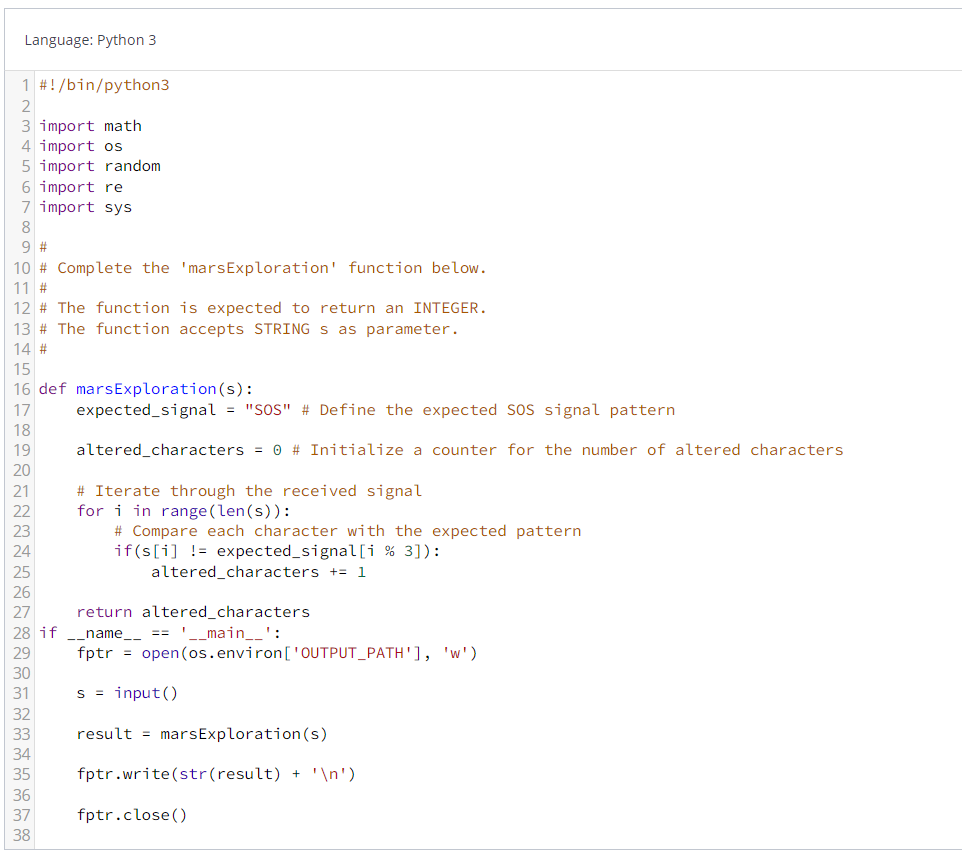 Language: Python 3
1 #!/bin/python3
2
3 import math
4 import os
5 import random
6 import re
7 import sys
8
9 #
10 # Complete the 'marsExploration' function below.
11 #
12 # The function is expected to return an INTEGER.
13 # The function accepts STRING s as parameter.
14 #
15
16 def marsExploration(s):
17     expected_signal = "SOS" # Define the expected SOS signal pattern
18
19     altered_characters = 0 # Initialize a counter for the number of altered characters
20
21     # Iterate through the received signal
22     for i in range(len(s)):
23         # Compare each character with the expected pattern
24         if(s[i] != expected_signal[i % 3]):
25             altered_characters += 1
26
27     return altered_characters
28 if __name__ == '__main__':
29     fptr = open(os.environ['OUTPUT_PATH'], 'w')
30
31     s = input()
32
33     result = marsExploration(s)
34
35     fptr.write(str(result) + '\n')
36
37     fptr.close()
38